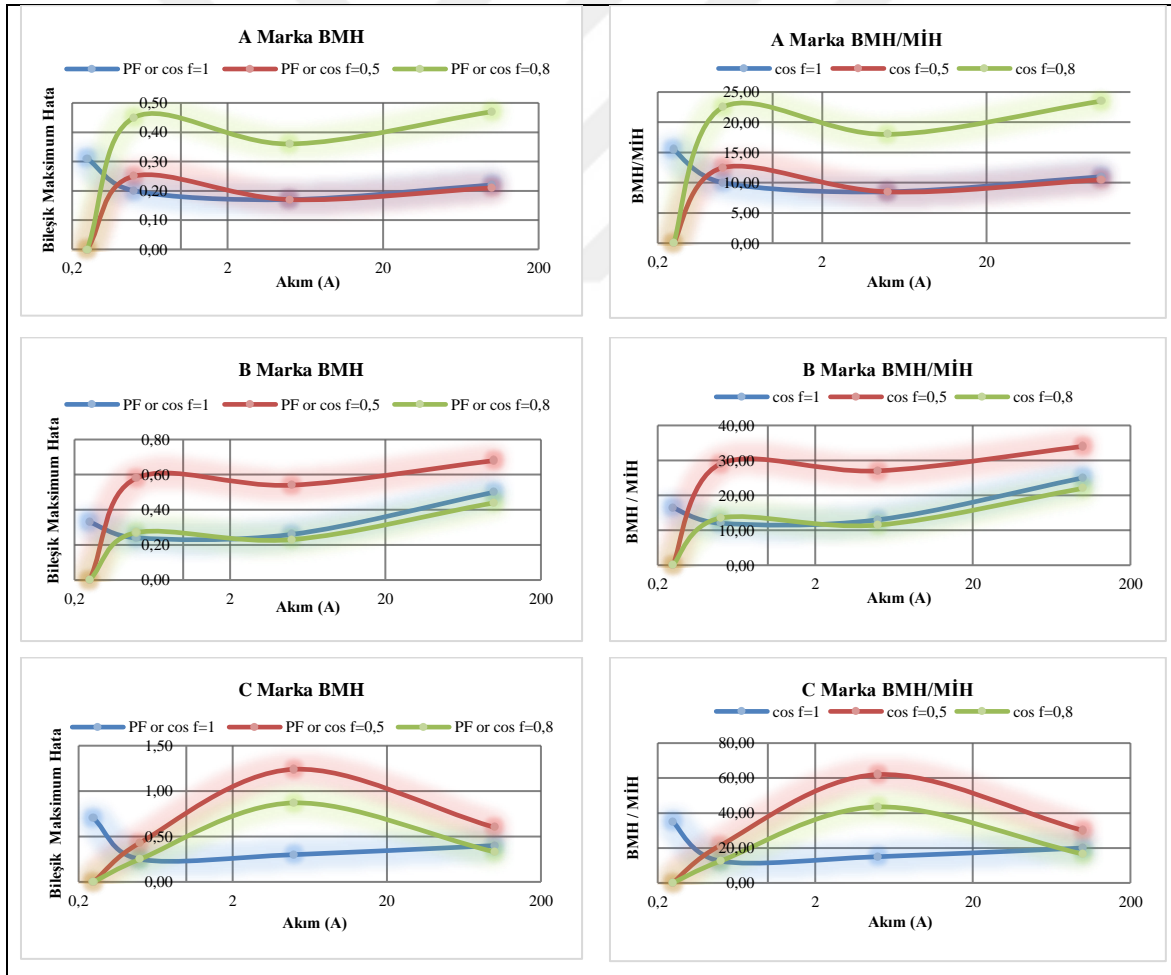 A Marka BMH
PF or cos f=1 PF or cos f=0,5 PF or cos f=0,8
Bileşik Maksimum Hata
0,50
0,40
0,30
0,20
0,10
0,00
0,2 2 20 200
Akım (A)
A Marka BMH/MİH
cos f=1 cos f=0,5 cos f=0,8
BMH/MİH
25,00
20,00
15,00
10,00
5,00
0,00
0,2 2 20
Akım (A)
B Marka BMH
PF or cos f=1 PF or cos f=0,5 PF or cos f=0,8
Bileşik Maksimum Hata
0,80
0,60
0,40
0,20
0,00
0,2 2 20 200
Akım (A)
B Marka BMH/MİH
cos f=1 cos f=0,5 cos f=0,8
BMH / MİH
40,00
30,00
20,00
10,00
0,00
0,2 2 20 200
Akım (A)
C Marka BMH
PF or cos f=1 PF or cos f=0,5 PF or cos f=0,8
Bileşik Maksimum Hata
1,50
1,00
0,50
0,00
0,2 2 20 200
Akım (A)
C Marka BMH/MİH
cos f=1 cos f=0,5 cos f=0,8
BMH / MİH
80,00
60,00
40,00
20,00
0,00
0,2 2 20 200
Akım (A)